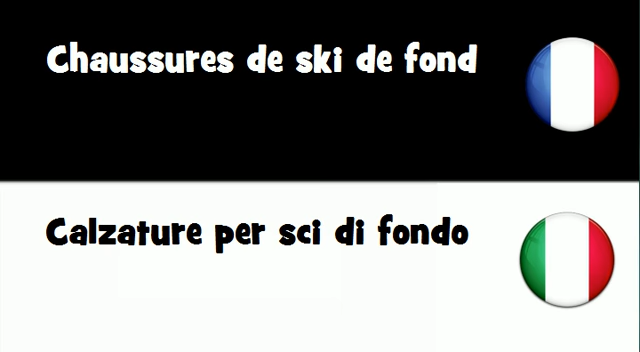 Chaussures de ski de fond
Calzature per sci di fondo